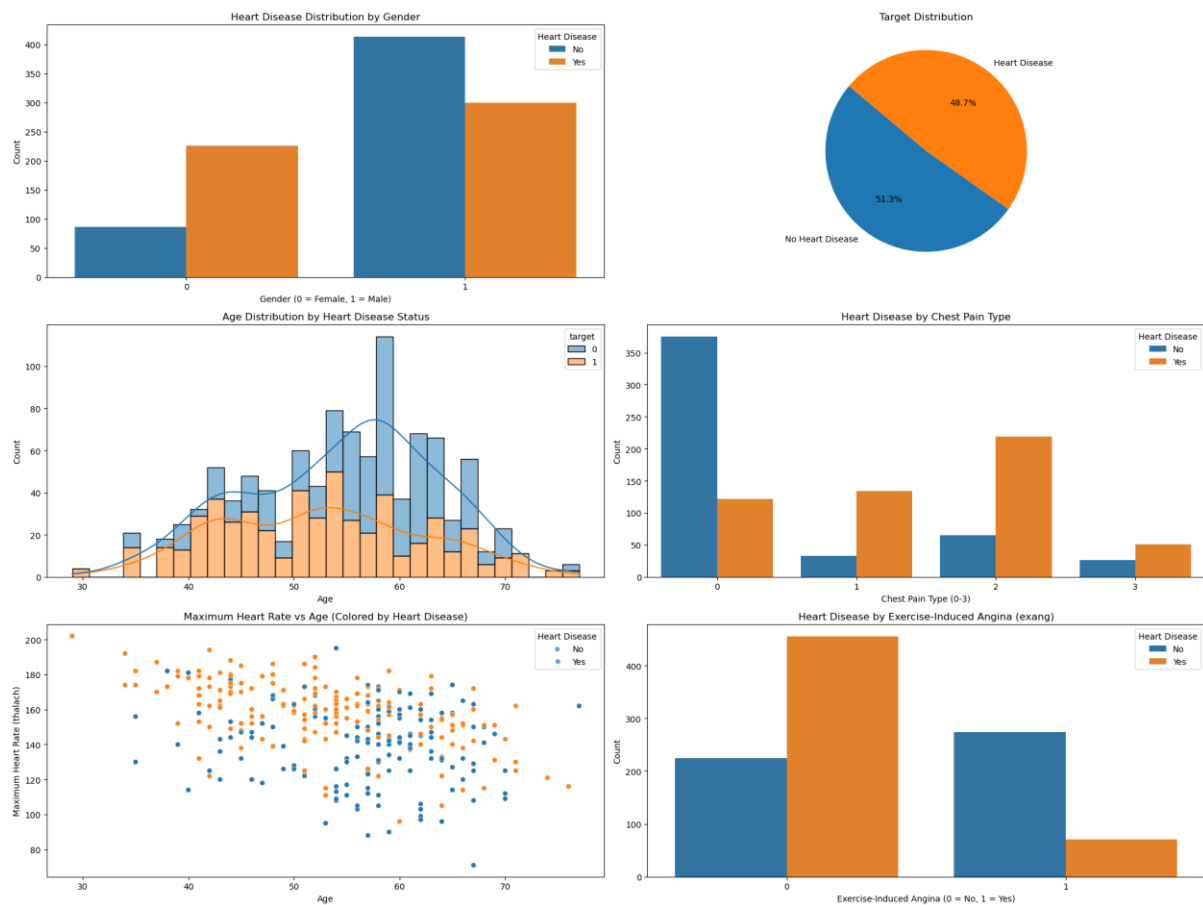 Heart Disease Distribution by Gender
Heart Disease
No
Yes
Count
400
350
300
250
200
150
100
50
0
0 1
Gender (0 = Female, 1 = Male)
Target Distribution
Heart Disease
48.7%
51.3%
No Heart Disease
Age Distribution by Heart Disease Status
target
0
1
Count
100
80
60
40
20
0
30 40 50 60 70
Age
Heart Disease by Chest Pain Type
Heart Disease
No
Yes
Count
350
300
250
200
150
100
50
0
0 1 2 3
Chest Pain Type (0-3)
Maximum Heart Rate vs Age (Colored by Heart Disease)
Heart Disease
No
Yes
Maximum Heart Rate (thalach)
200
180
160
140
120
100
80
30 40 50 60 70
Age
Heart Disease by Exercise-Induced Angina (exang)
Heart Disease
No
Yes
Count
400
300
200
100
0
0 1
Exercise-Induced Angina (0 = No, 1 = Yes)